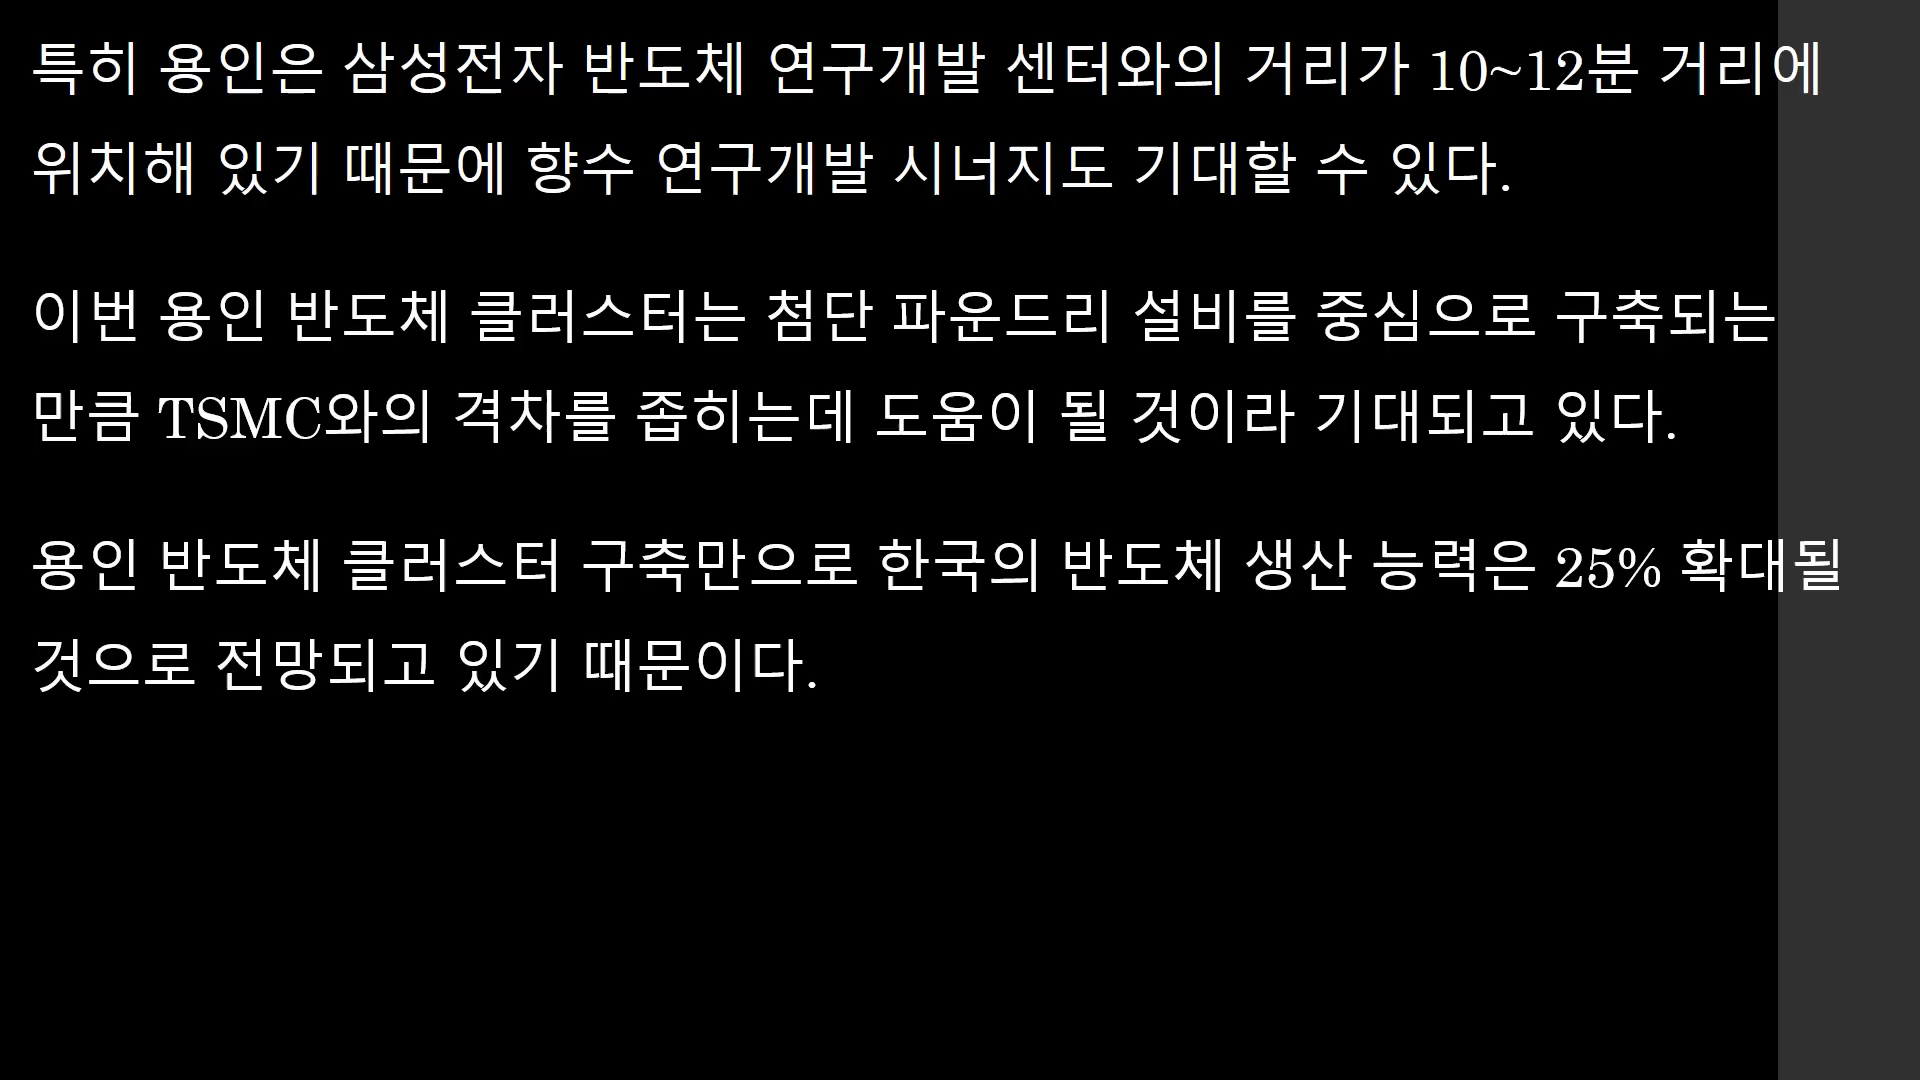 특히 용인은 삼성전자 반도체 연구개발 센터와의 거리가 10~12분 거리에
위치해 있기 때문에 향수 연구개발 시너지도 기대할 수 있다.
이번 용인 반도체 클러스터는 첨단 파운드리 설비를 중심으로 구축되는
만큼 TSMC와의 격차를 좁히는데 도움이 될 것이라 기대되고 있다.
용인 반도체 클러스터 구축만으로 한국의 반도체 생산 능력은 25% 확대될
것으로 전망되고 있기 때문이다.